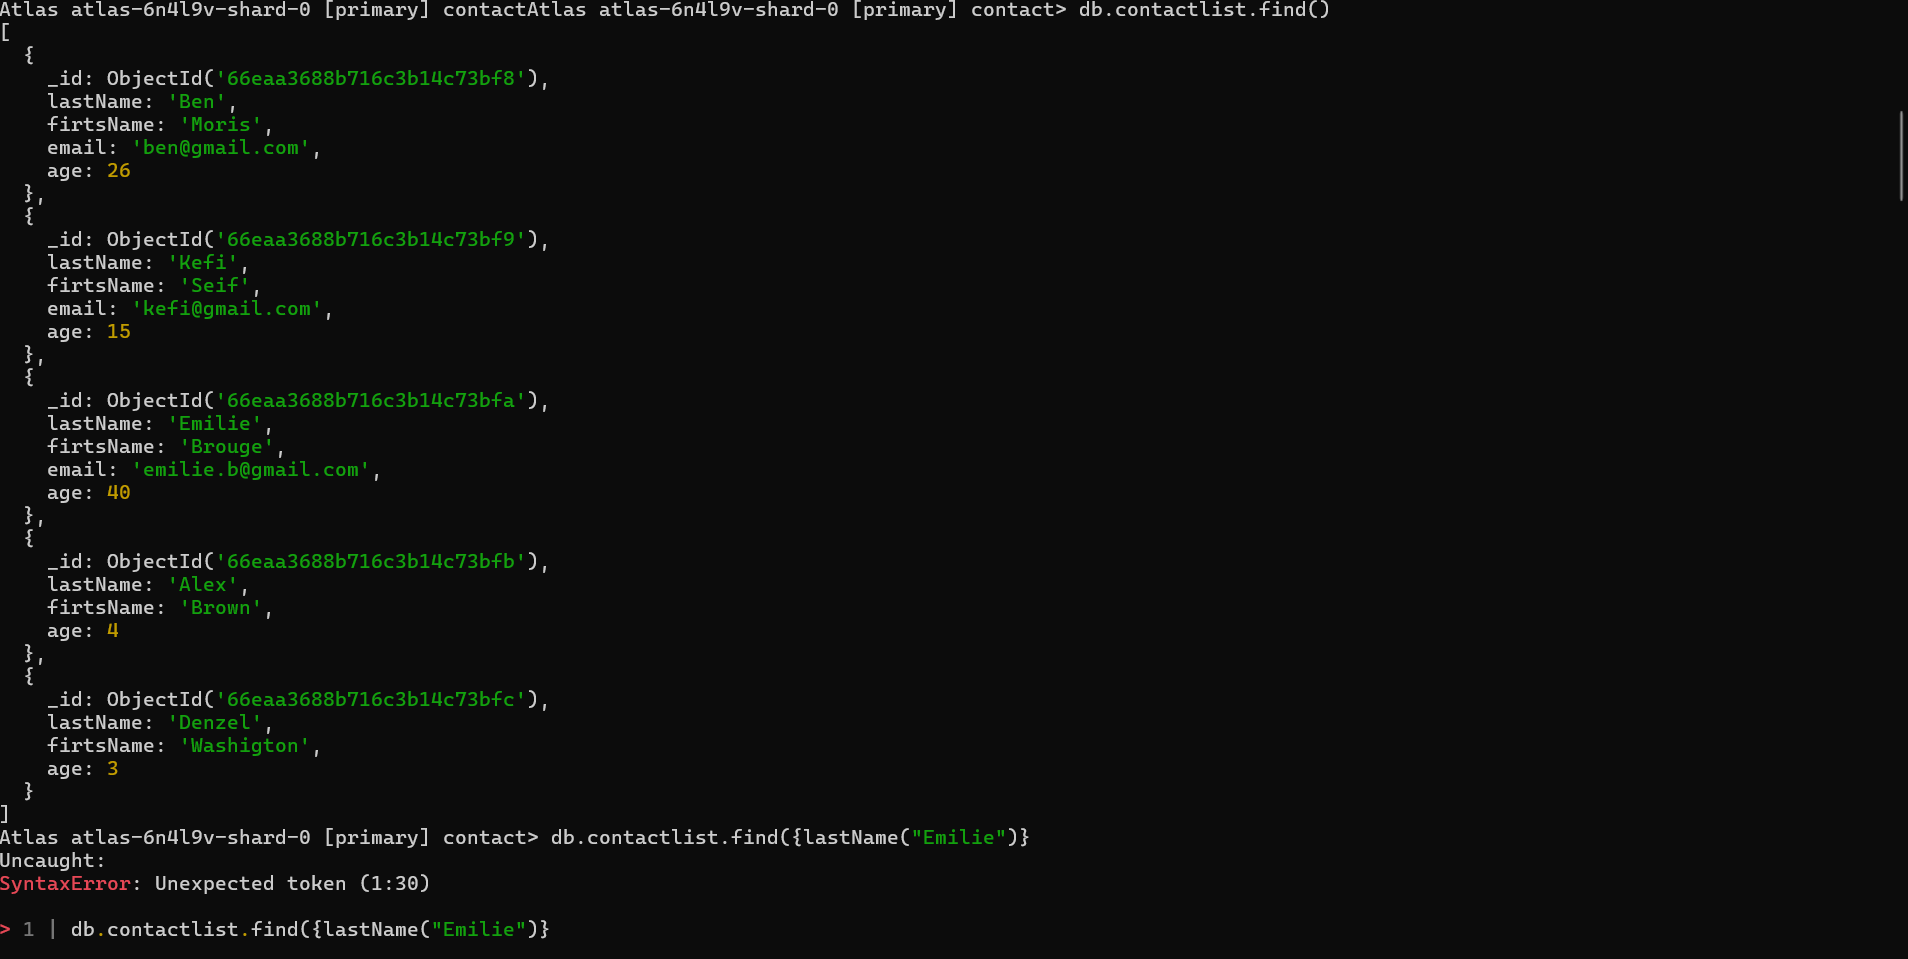 Atlas atlas-6n4l9v-shard-0 [primary] contactAtlas atlas-6n4l9v-shard-0 [primary] contact> db.contactlist.find()
[
  {
    _id: ObjectId('66eaa3688b716c3b14c73bf8'),
    lastName: 'Ben',
    firtsName: 'Moris',
    email: 'ben@gmail.com',
    age: 26
  },
  {
    _id: ObjectId('66eaa3688b716c3b14c73bf9'),
    lastName: 'Kefi',
    firtsName: 'Seif',
    email: 'kefi@gmail.com',
    age: 15
  },
  {
    _id: ObjectId('66eaa3688b716c3b14c73bfa'),
    lastName: 'Emilie',
    firtsName: 'Brouge',
    email: 'emilie.b@gmail.com',
    age: 40
  },
  {
    _id: ObjectId('66eaa3688b716c3b14c73bfb'),
    lastName: 'Alex',
    firtsName: 'Brown',
    age: 4
  },
  {
    _id: ObjectId('66eaa3688b716c3b14c73bfc'),
    lastName: 'Denzel',
    firtsName: 'Washigton',
    age: 3
  }
]
Atlas atlas-6n4l9v-shard-0 [primary] contact> db.contactlist.find({lastName("Emilie")}
Uncaught:
SyntaxError: Unexpected token (1:30)

> 1 | db.contactlist.find({lastName("Emilie")}